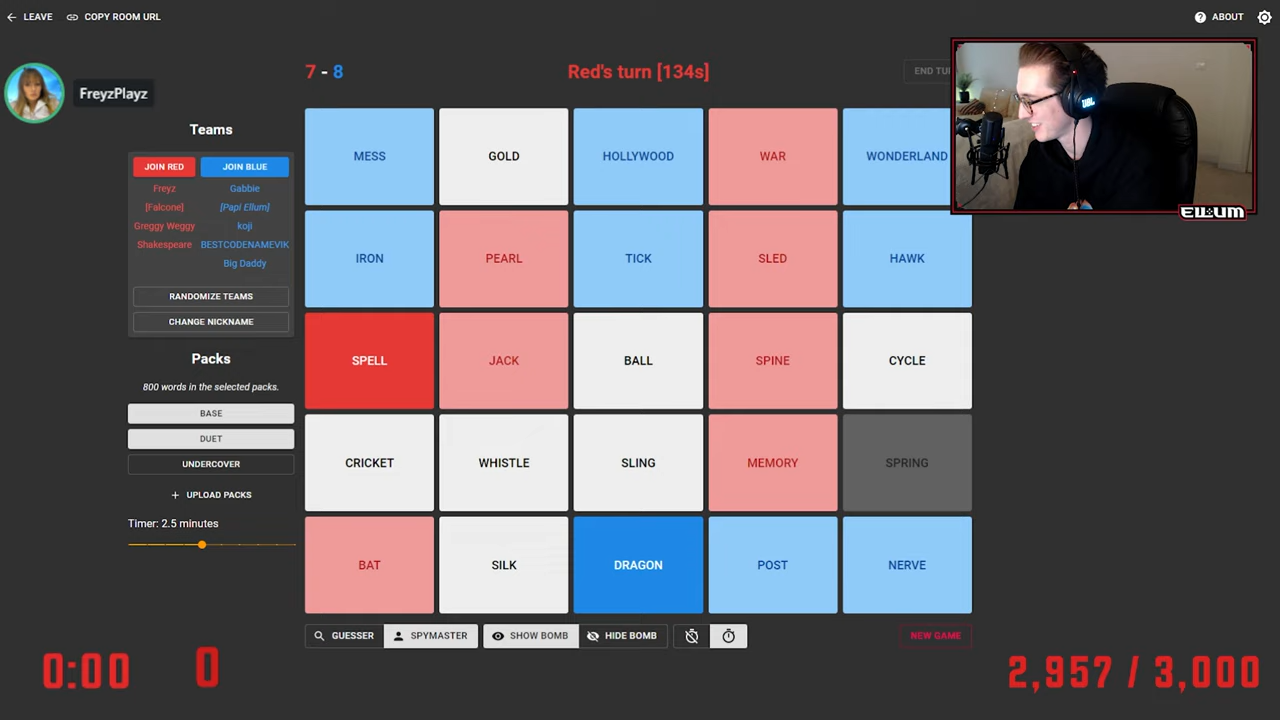 LEAVE
COPY ROOM URL
ABOUT
FreyzPlayz
7 - 8
Red's turn [134s]
END TUR
Teams
JOIN RED
JOIN BLUE
Freyz
Gabbie
[Falcone]
[Papi Ellum]
Greggy Weggy
koji
Shakespeare
BESTCODENAMEVIK
Big Daddy
RANDOMIZE TEAMS
CHANGE NICKNAME
Packs
800 words in the selected packs.
BASE
DUET
UNDERCOVER
+ UPLOAD PACKS
Timer: 2.5 minutes
MESS
GOLD
HOLLYWOOD
WAR
WONDERLAND
IRON
PEARL
TICK
SLED
HAWK
SPELL
JACK
BALL
SPINE
CYCLE
CRICKET
WHISTLE
SLING
MEMORY
SPRING
BAT
SILK
DRAGON
POST
NERVE
GUESSER
SPYMASTER
SHOW BOMB
HIDE BOMB
NEW GAME
JBL
ELLUM
0:00
0
2,957 / 3,000